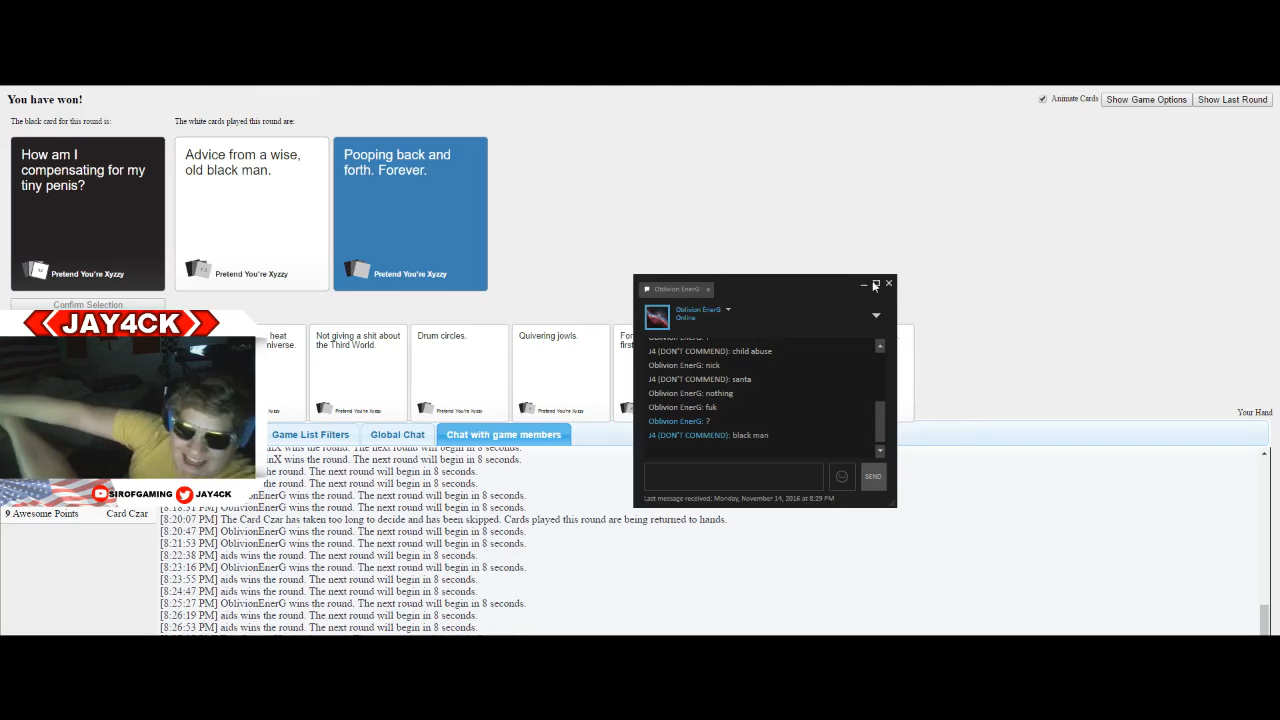 You have won!
Animate Cards
Show Game Options
Show Last Round
The black card for this round is:
The white cards played this round are:
How am I
compensating for my
tiny penis?
Pretend You're Xyzzy
Advice from a wise,
old black man.
Pretend You're Xyzzy
Pooping back and
forth. Forever.
Pretend You're Xyzzy
Confirm Selection
heat
niverse.
Xyzzy
Not giving a shit about
the Third World.
Pretend You're Xyzzy
Drum circles.
Pretend You're Xyzzy
Quivering jowls.
Pretend You're Xyzzy
Your Hand
Oblivion EnerG
Oblivion EnerG
Online
Oblivion EnerG: ?
J4 (DON'T COMMEND): child abuse
Oblivion EnerG: nick
J4 (DON'T COMMEND): santa
Oblivion EnerG: nothing
Oblivion EnerG: fuk
Oblivion EnerG: ?
J4 (DON'T COMMEND): black man
SEND
Last message received: Monday, November 14, 2016 at 8:29 PM
JAY4CK
SIROFGAMING
JAY4CK
9 Awesome Points
Card Czar
Game List Filters
Global Chat
Chat with game members
inX wins the round. The next round will begin in 8 seconds.
inX wins the round. The next round will begin in 8 seconds.
the round. The next round will begin in 8 seconds.
the round. The next round will begin in 8 seconds.
onEnerG wins the round. The next round will begin in 8 seconds.
[8:18:51 PM] OblivionEnerG wins the round. The next round will begin in 8 seconds.
[8:20:07 PM] The Card Czar has taken too long to decide and has been skipped. Cards played this round are being returned to hands.
[8:20:47 PM] OblivionEnerG wins the round. The next round will begin in 8 seconds.
[8:21:53 PM] OblivionEnerG wins the round. The next round will begin in 8 seconds.
[8:22:38 PM] aids wins the round. The next round will begin in 8 seconds.
[8:23:16 PM] OblivionEnerG wins the round. The next round will begin in 8 seconds.
[8:23:55 PM] aids wins the round. The next round will begin in 8 seconds.
[8:24:47 PM] aids wins the round. The next round will begin in 8 seconds.
[8:25:27 PM] OblivionEnerG wins the round. The next round will begin in 8 seconds.
[8:26:19 PM] aids wins the round. The next round will begin in 8 seconds.
[8:26:53 PM] aids wins the round. The next round will begin in 8 seconds.